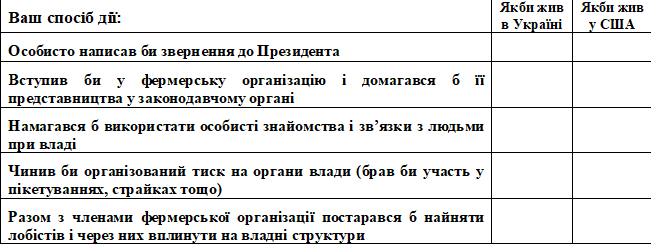 Ваш спосіб дії:
Якби жив
в Україні
Якби жив
у США
Особисто написав би звернення до Президента
Вступив би у фермерську організацію і домагався б її
представництва у законодавчому органі
Намагався б використати особисті знайомства і зв’язки з людьми
при владі
Чинив би організований тиск на органи влади (брав би участь у
пікетуваннях, страйках тощо)
Разом з членами фермерської організації постарався б найняти
лобістів і через них вплинути на владні структури